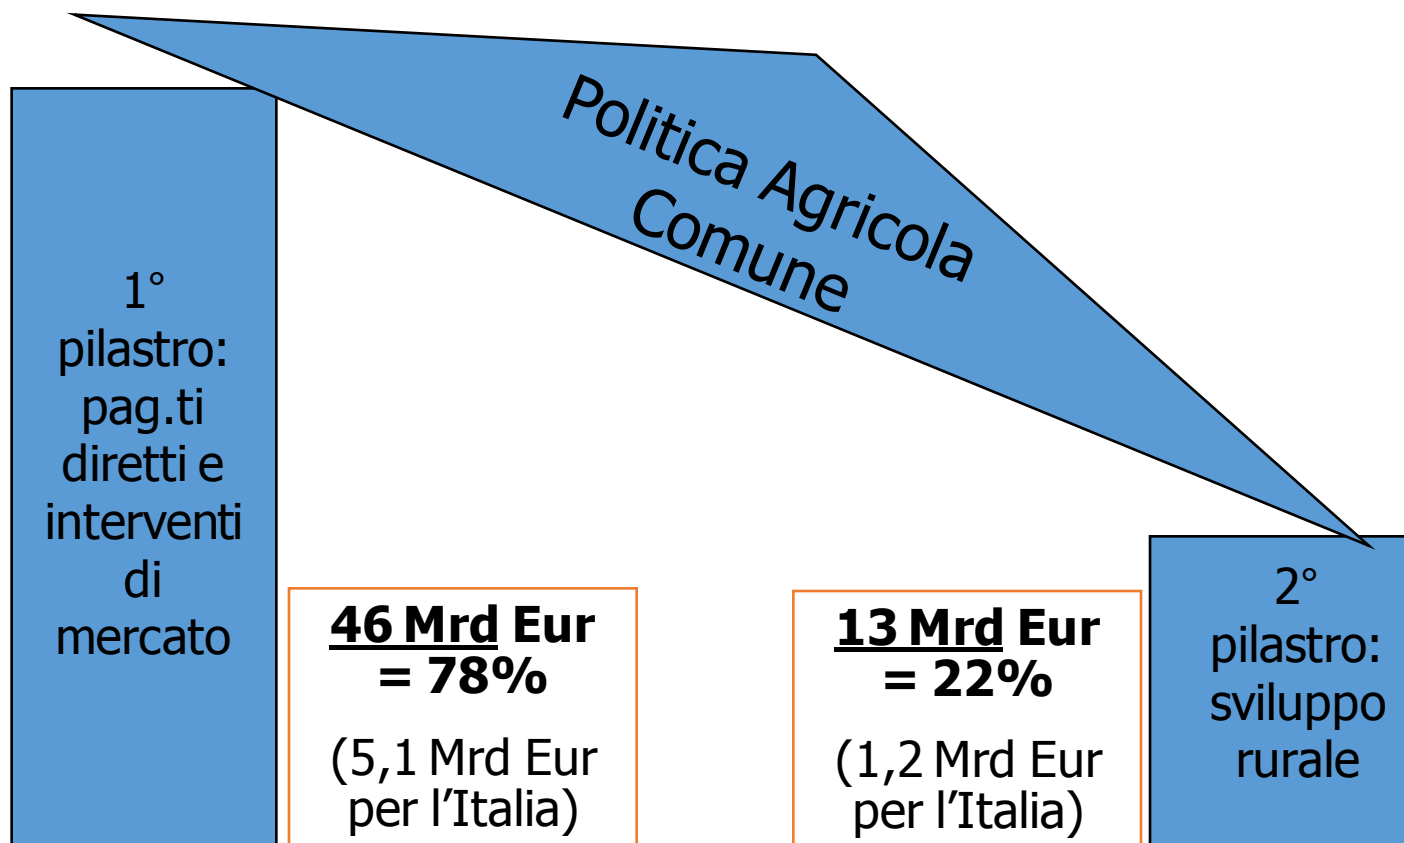 Politica Agricola
Comune
1°
pilastro:
pag.ti
diretti e
interventi
di
mercato
46 Mrd Eur
= 78%
(5,1 Mrd Eur
per l’Italia)
13 Mrd Eur
= 22%
(1,2 Mrd Eur
per l’Italia)
2°
pilastro:
sviluppo
rurale